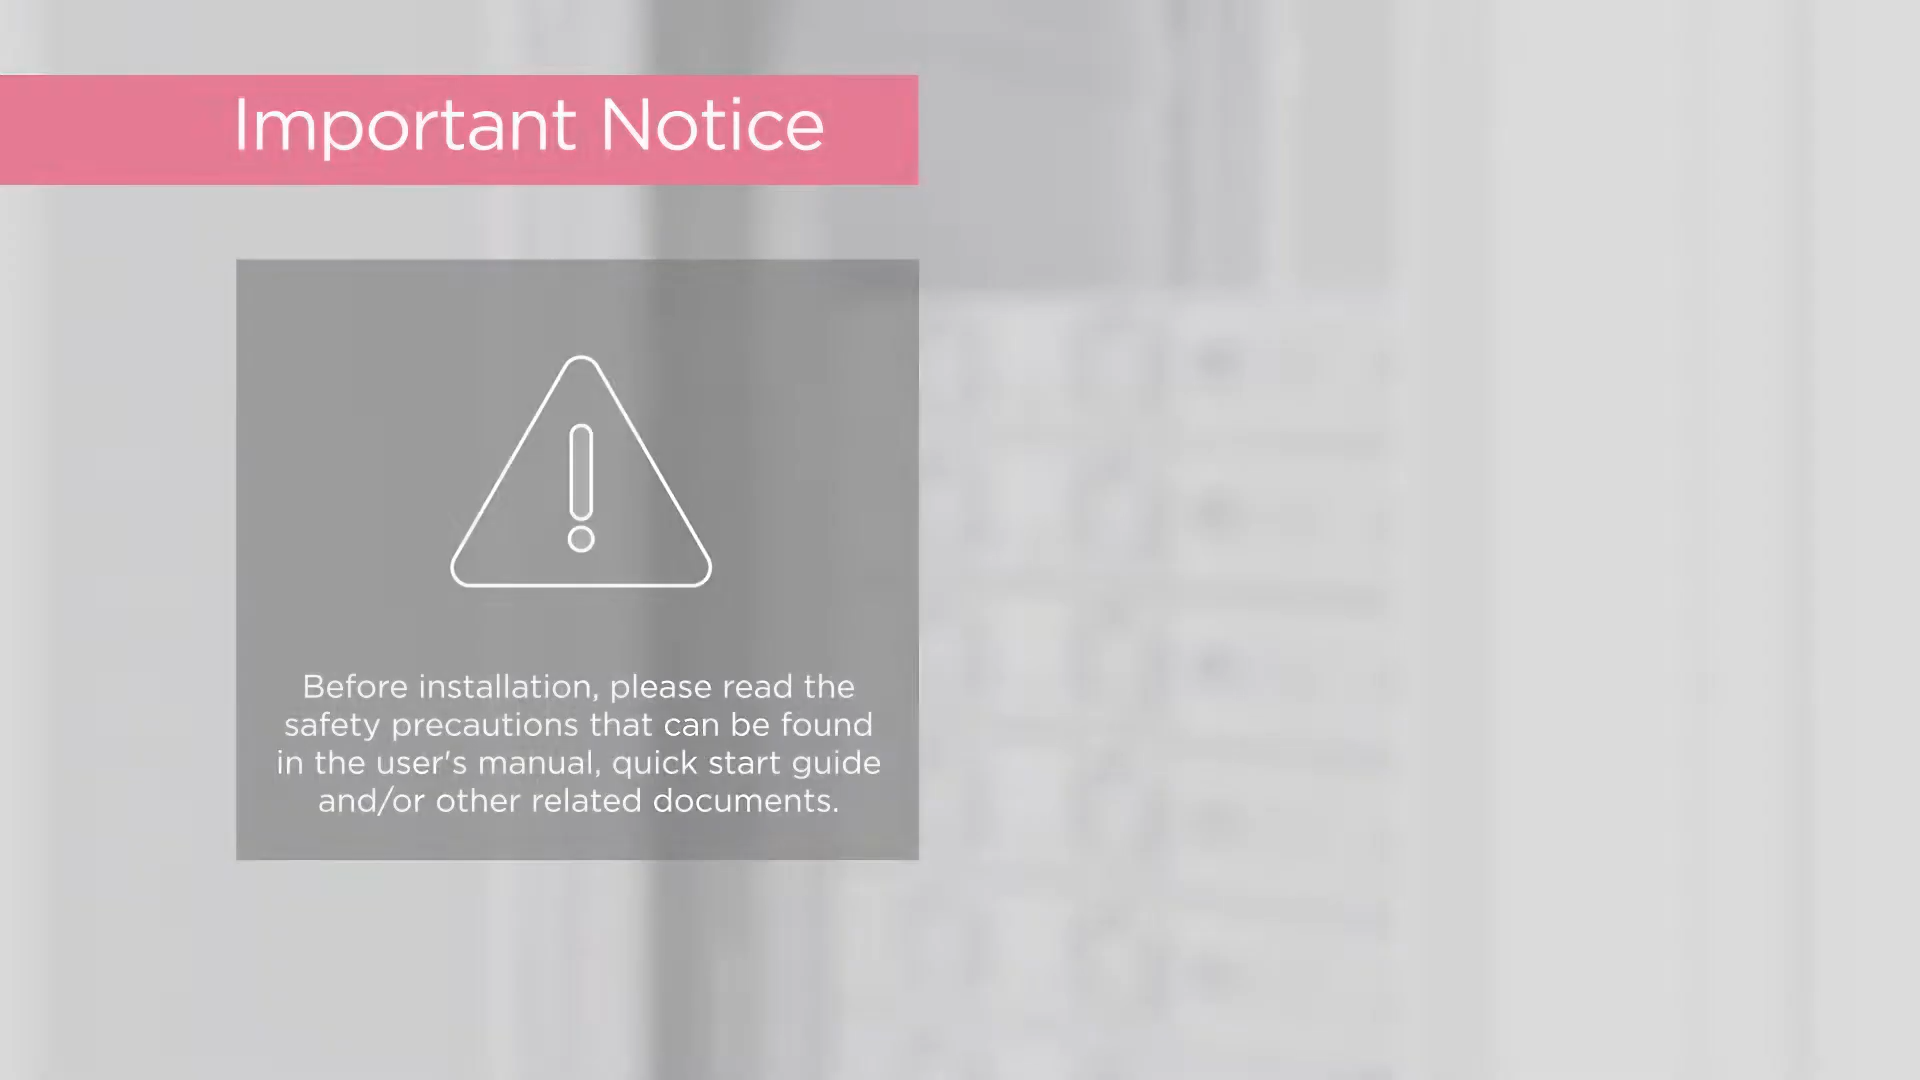 Important Notice
Before installation, please read the
safety precautions that can be found
in the user's manual, quick start guide
and/or other related documents.